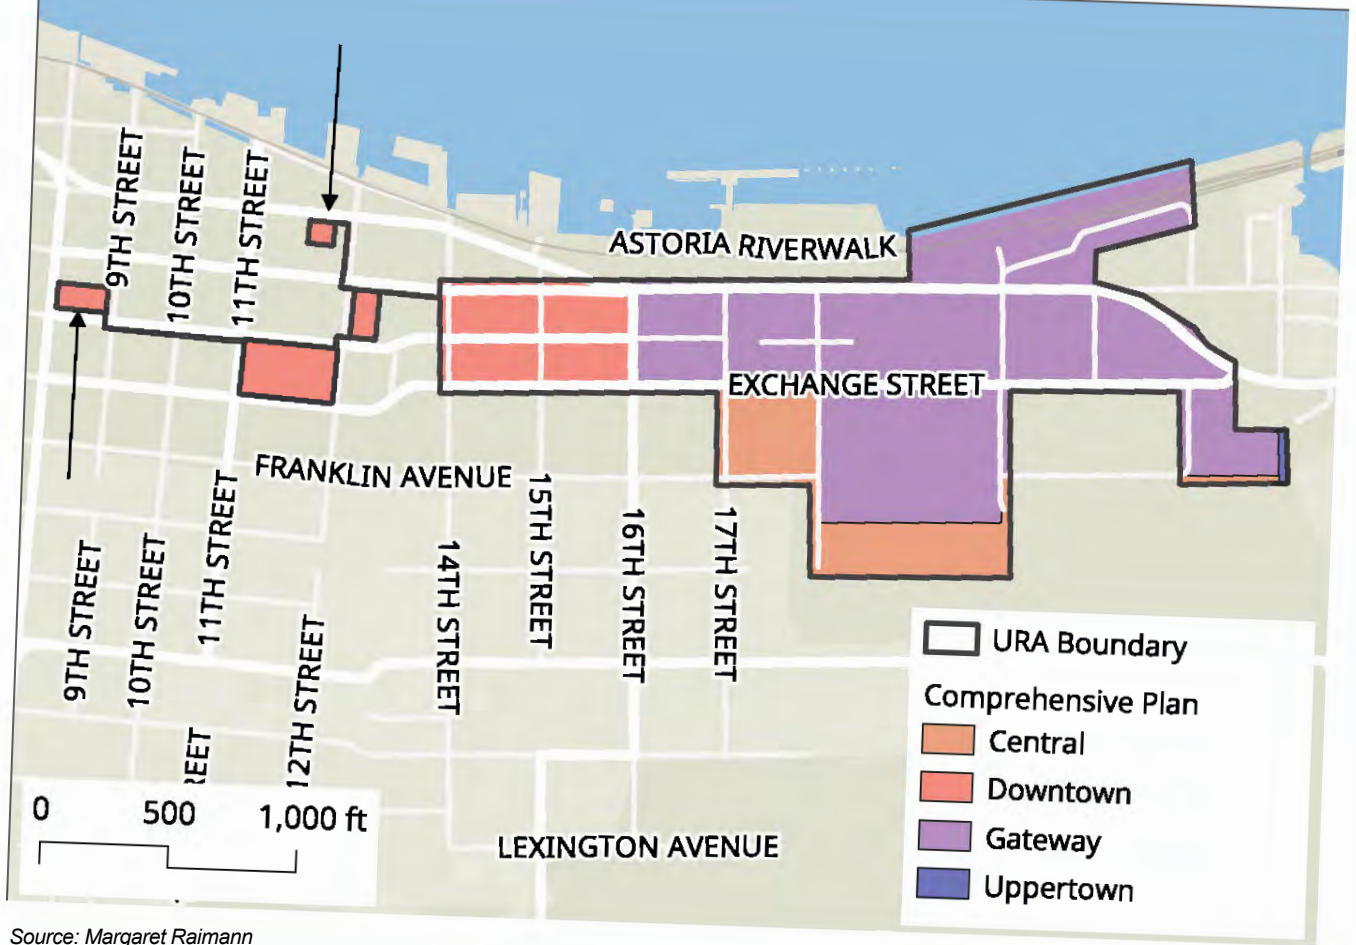 9TH STREET
10TH STREET
11TH STREET
ASTORIA RIVERWALK
EXCHANGE STREET
FRANKLIN AVENUE
9TH STREET
10TH STREET
11TH STREET
12TH STREET
14TH STREET
15TH STREET
16TH STREET
17TH STREET
REET
LEXINGTON AVENUE
0 500 1,000 ft
URA Boundary
Comprehensive Plan
Central
Downtown
Gateway
Uppertown
Source: Margaret Raimann